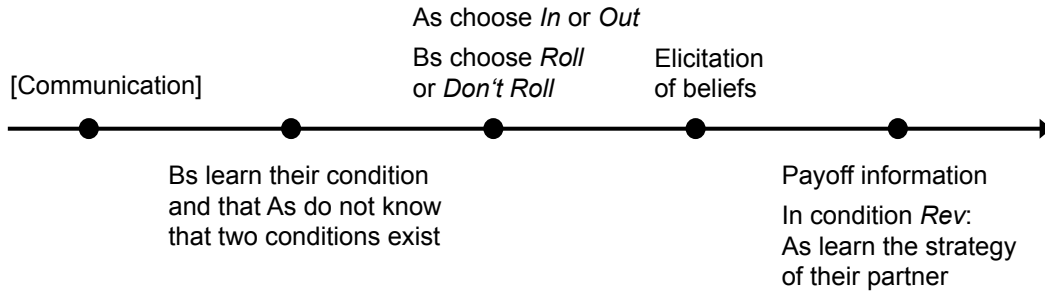 [Communication]
Bs learn their condition
and that As do not know
that two conditions exist
As choose In or Out
Bs choose Roll
or Don‘t Roll
Elicitation
of beliefs
Payoff information
In condition Rev:
As learn the strategy
of their partner